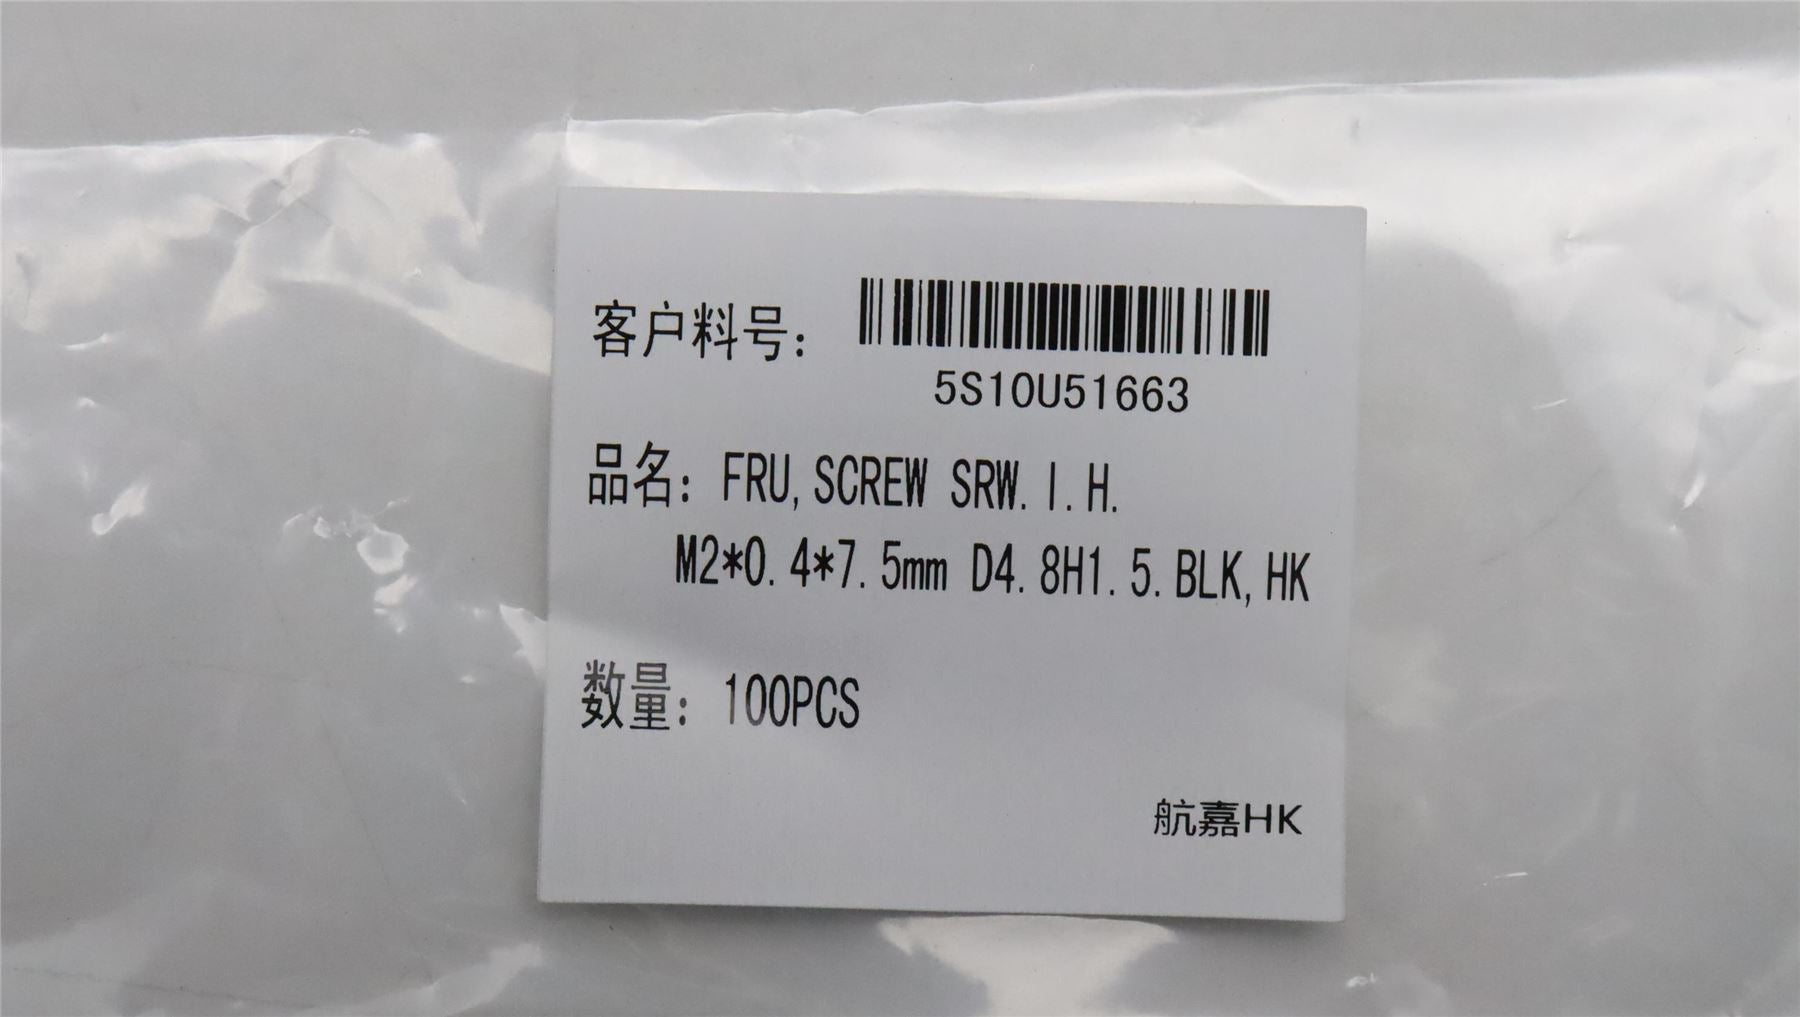 客户料号:
5S10U51663
品名: FRU,SCREW SRW.I.H.
M2*0.4*7.5mm D4.8H1.5.BLK,HK
数量: 100PCS
航嘉HK